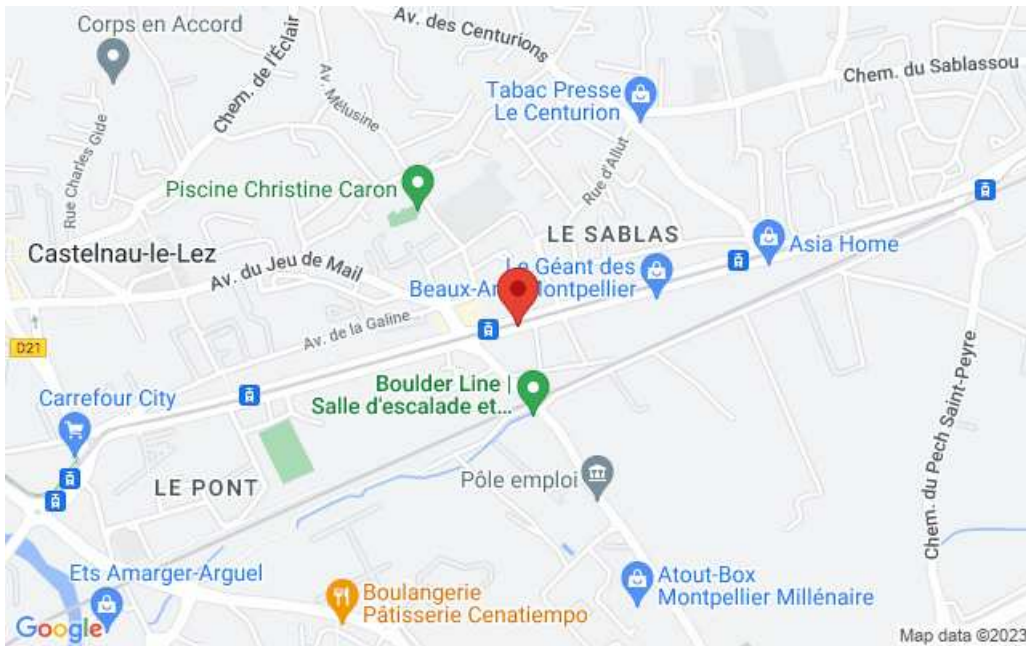 Corps en Accord
Chem. de l'Éclair
Av. des Centurions
Av. Mélusine
Tabac Presse
Le Centurion
Chem. du Sablassou
Rue Charles Gide
Piscine Christine Caron
Rue d'Allut
Castelnau-le-Lez
Av. du Jeu de Mail
LE SABLAS
Asia Home
Le Géant des
Beaux-Ar Montpellier
Av. de la Galine
D21
Boulder Line |
Salle d'escalade et...
Chem. du Pech Saint-Peyre
Carrefour City
LE PONT
Pôle emploi
Ets Amarger-Arguel
Boulangerie
Pâtisserie Cenatiempo
Atout-Box
Montpellier Millénaire
Google
Map data ©2023